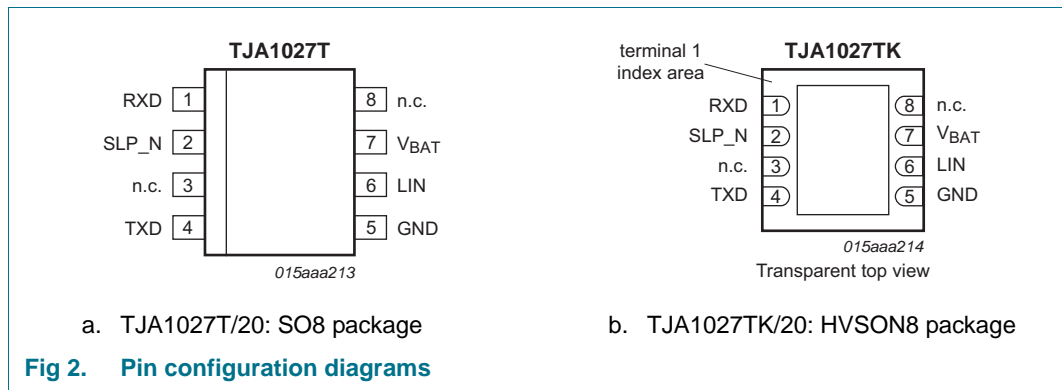 TJA1027T
RXD 1
SLP_N 2
n.c. 3
TXD 4
8 n.c.
7 VBAT
6 LIN
5 GND
015aaa213
a. TJA1027T/20: SO8 package
terminal 1
index area
TJA1027TK
RXD 1
SLP_N 2
n.c. 3
TXD 4
8 n.c.
7 VBAT
6 LIN
5 GND
015aaa214
Transparent top view
b. TJA1027TK/20: HVSON8 package
Fig 2. Pin configuration diagrams